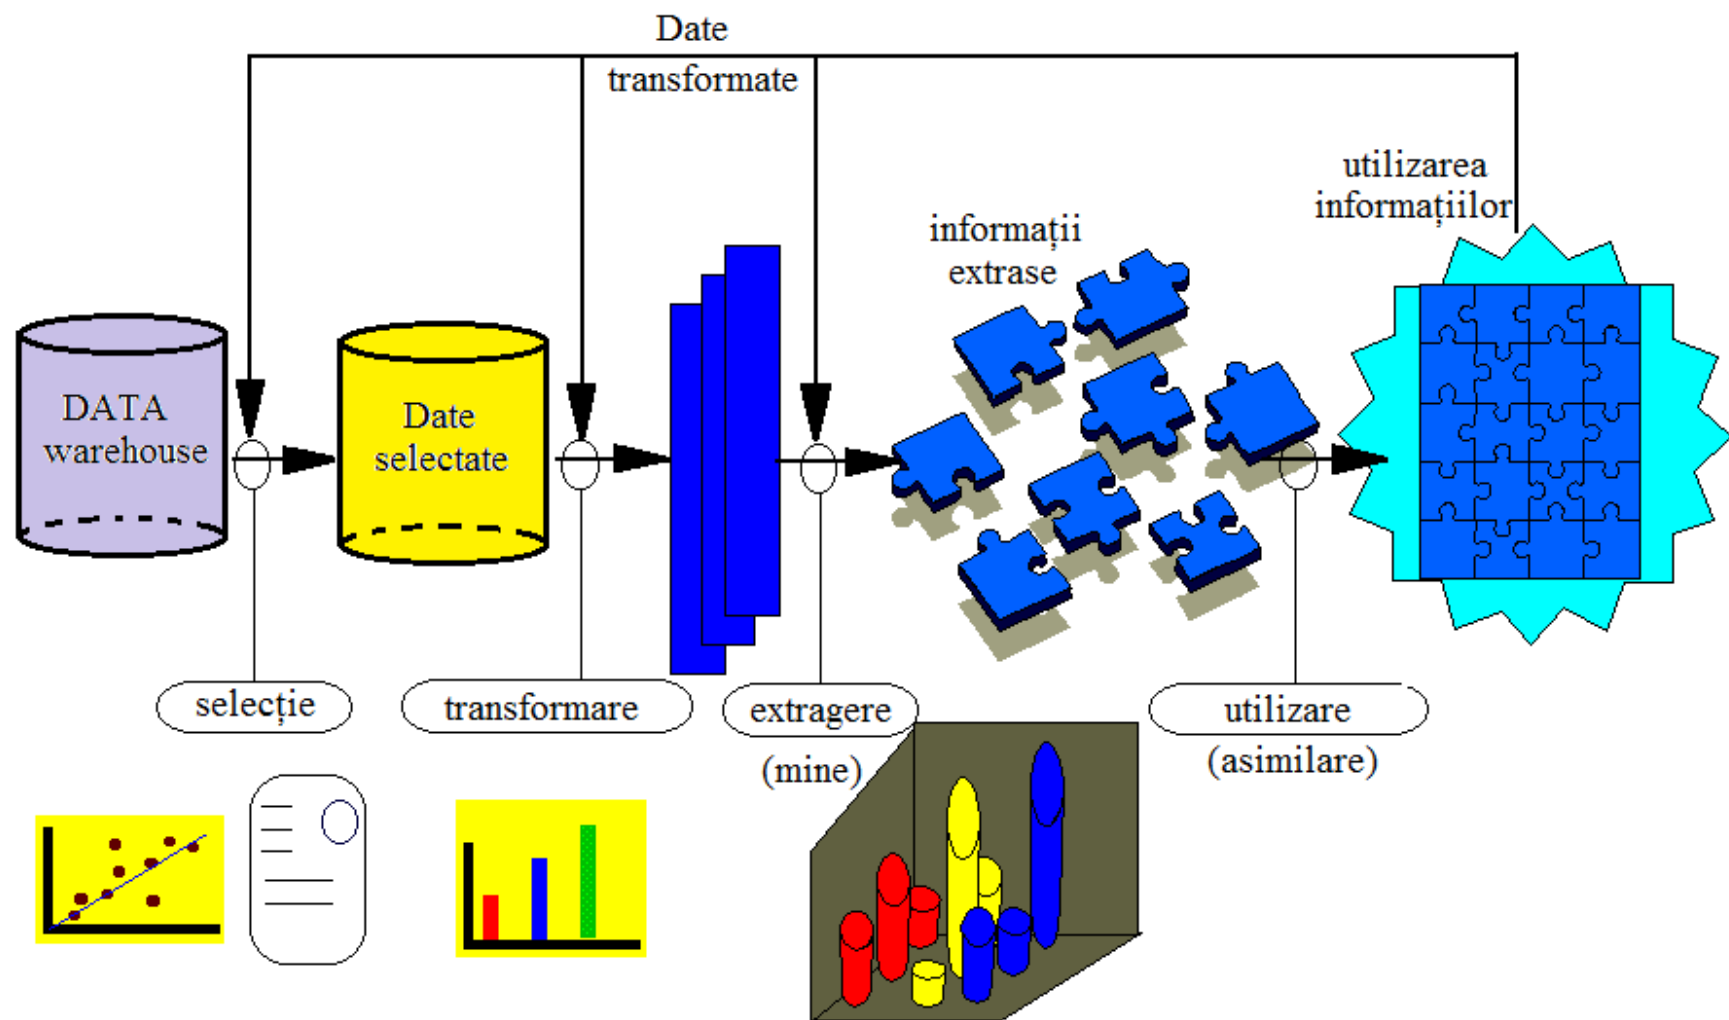 Date
transformate
utilizarea
informațiilor
informații
extrase
DATA
warehouse
Date
selectate
selecție
transformare
extragere
(mine)
utilizare
(asimilare)